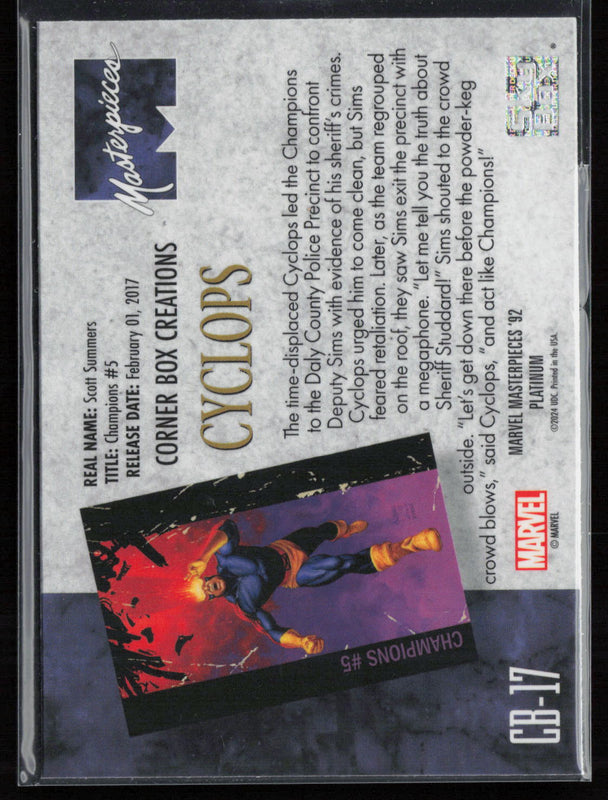 Masterpieces
SKYBOX
®
REAL NAME: Scott Summers
TITLE: Champions #5
RELEASE DATE: February 01, 2017
CORNER BOX CREATIONS
CYCLOPS
The time-displaced Cyclops led the Champions
to the Daly County Police Precinct to confront
Deputy Sims with evidence of his sheriff's crimes.
Cyclops urged him to come clean, but Sims
feared retaliation. Later, as the team regrouped
on the roof, they saw Sims exit the precinct with
a megaphone. "Let me tell you the truth about
Sheriff Studdard!" Sims shouted to the crowd
outside. "Let's get down there before the powder-keg
crowd blows," said Cyclops, "and act like Champions!"
CHAMPIONS #5
MARVEL
© MARVEL
MARVEL MASTERPIECES '92
PLATINUM
©2024 UDC. Printed in the USA.
CB-17